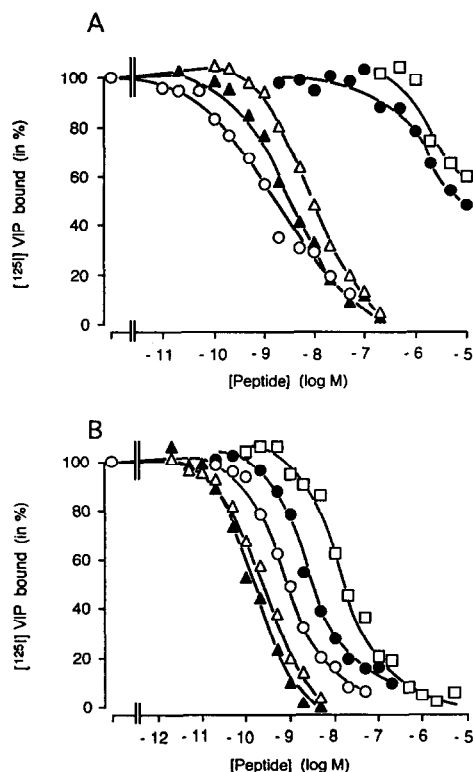 A
[¹²⁵I] VIP bound (in %)
100
80
60
40
20
0
- 11 - 10 - 9 - 8 - 7 - 6 - 5
[Peptide] (log M)
B
[¹²⁵I] VIP bound (in %)
100
80
60
40
20
0
- 12 - 11 - 10 - 9 - 8 - 7 - 6 - 5
[Peptide] (log M)